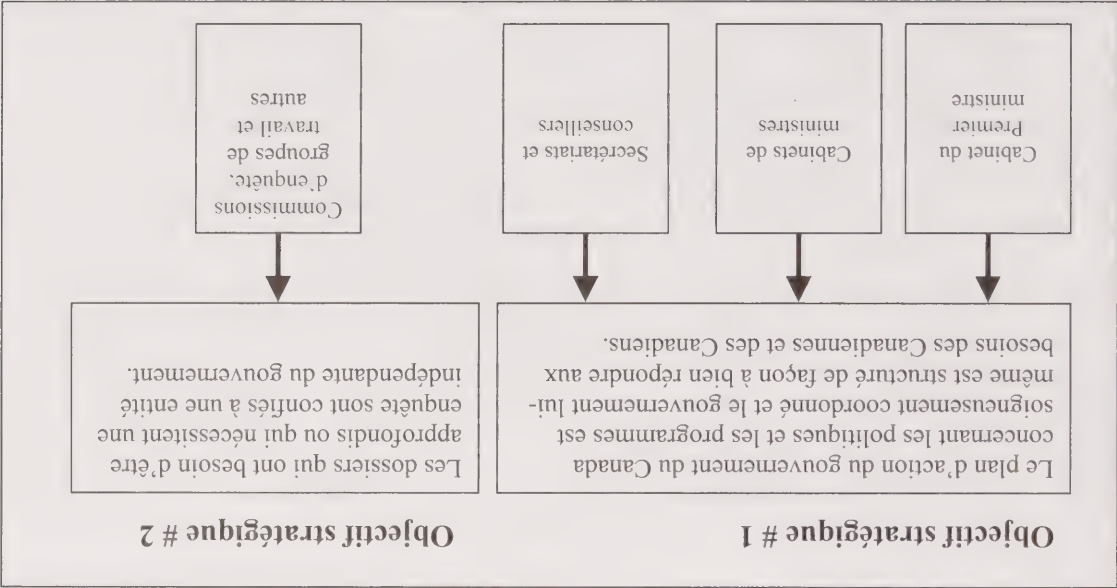 Objectif stratégique # 1
Le plan d'action du gouvernement du Canada
concernant les politiques et les programmes est
soigneusement coordonné et le gouvernement lui-
même est structuré de façon à bien répondre aux
besoins des Canadiennes et des Canadiens.
Cabinet du
Premier
ministre
Cabinets de
ministres
Secrétariats et
conseillers
Objectif stratégique # 2
Les dossiers qui ont besoin d'être
approfondis ou qui nécessitent une
enquête sont confiés à une entité
indépendante du gouvernement.
Commissions
d'enquête.
groupes de
travail et
autres